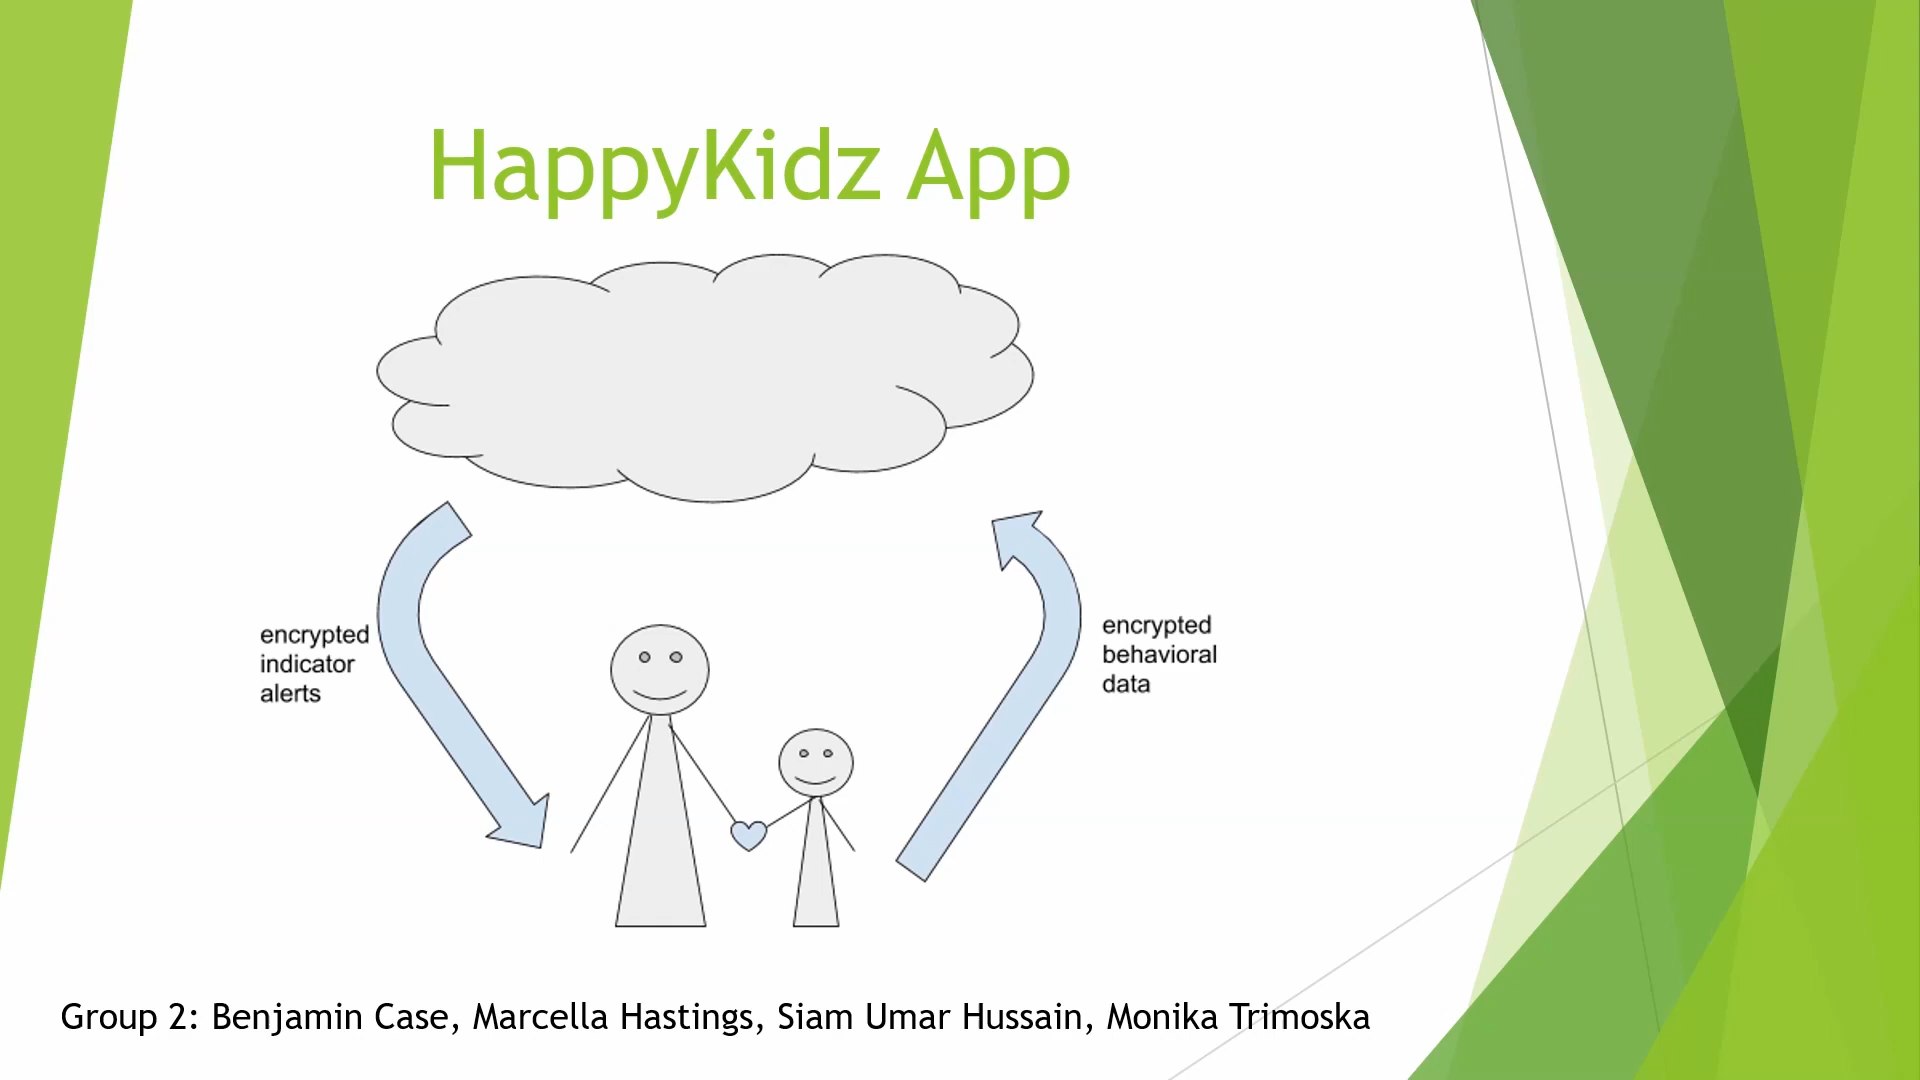 HappyKidz App
encrypted
indicator
alerts
encrypted
behavioral
data
Group 2: Benjamin Case, Marcella Hastings, Siam Umar Hussain, Monika Trimoska